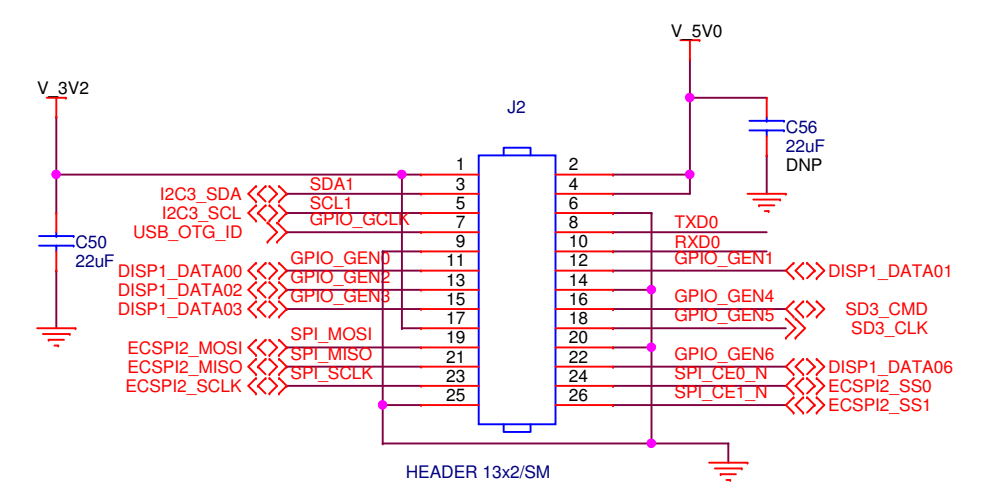 V_5V0
V_3V2
J2
C56
22uF
DNP
1 2
I2C3_SDA SDA1 3 4
I2C3_SCL SCL1 5 6
USB_OTG_ID GPIO_GCLK 7 8 TXD0
9 10 RXD0
DISP1_DATA00 GPIO_GEN0 11 12 GPIO_GEN1 DISP1_DATA01
DISP1_DATA02 GPIO_GEN2 13 14
DISP1_DATA03 GPIO_GEN3 15 16 GPIO_GEN4 SD3_CMD
17 18 GPIO_GEN5 SD3_CLK
ECSPI2_MOSI SPI_MOSI 19 20
ECSPI2_MISO SPI_MISO 21 22 GPIO_GEN6 DISP1_DATA06
ECSPI2_SCLK SPI_SCLK 23 24 SPI_CE0_N ECSPI2_SS0
25 26 SPI_CE1_N ECSPI2_SS1
C50
22uF
HEADER 13x2/SM